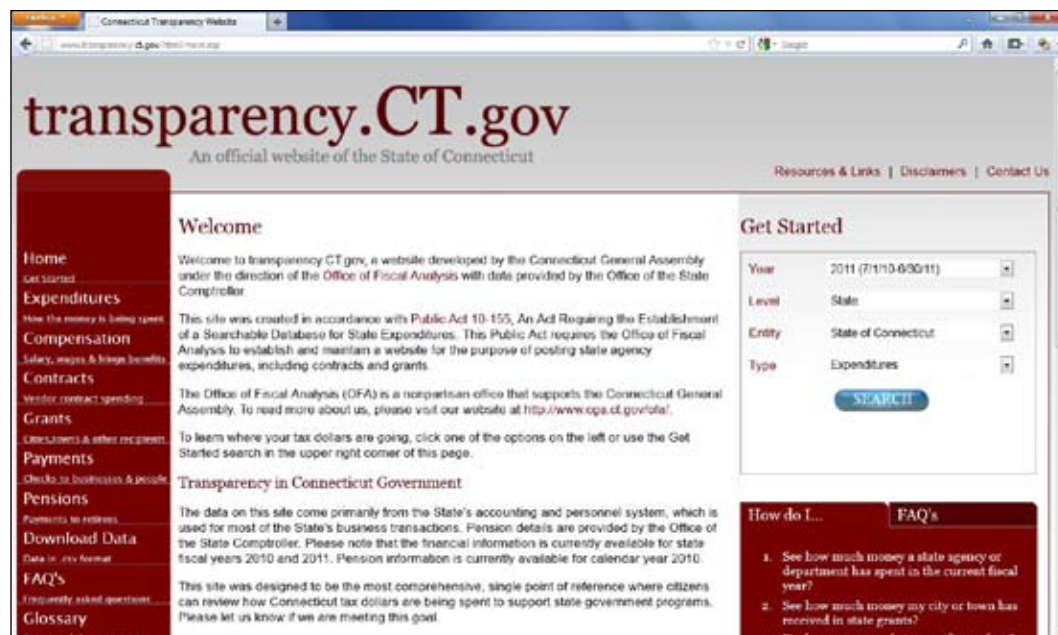 Connecticut Transparency Website
transparency.CT.gov
An official website of the State of Connecticut
Resources & Links | Disclaimers | Contact Us
Home
Get Started
Expenditures
How the money is being spent
Compensation
Salary, wages & fringe benefits
Contracts
Vendor contract spending
Grants
Cities,towns & other recipients
Payments
Checks to businesses & people
Pensions
Payments to retirees
Download Data
Data in .csv format
FAQ's
Frequently asked questions
Glossary
Welcome
Welcome to transparency.CT.gov, a website developed by the Connecticut General Assembly
under the direction of the Office of Fiscal Analysis with data provided by the Office of the State
Comptroller.
This site was created in accordance with Public Act 10-155, An Act Requiring the Establishment
of a Searchable Database for State Expenditures. This Public Act requires the Office of Fiscal
Analysis to establish and maintain a website for the purpose of posting state agency
expenditures, including contracts and grants.
The Office of Fiscal Analysis (OFA) is a nonpartisan office that supports the Connecticut General
Assembly. To read more about us, please visit our website at http://www.cga.ct.gov/ofa/.
To learn where your tax dollars are going, click one of the options on the left or use the Get
Started search in the upper right corner of this page.
Transparency in Connecticut Government
The data on this site come primarily from the State's accounting and personnel system, which is
used for most of the State's business transactions. Pension details are provided by the Office of
the State Comptroller. Please note that the financial information is currently available for state
fiscal years 2010 and 2011. Pension information is currently available for calendar year 2010.
This site was designed to be the most comprehensive, single point of reference where citizens
can review how Connecticut tax dollars are being spent to support state government programs.
Please let us know if we are meeting this goal.
Get Started
Year 2011 (7/1/10-6/30/11)
Level State
Entity State of Connecticut
Type Expenditures
SEARCH
How do I... FAQ's
1. See how much money a state agency or
department has spent in the current fiscal
year?
2. See how much money my city or town has
received in state grants?